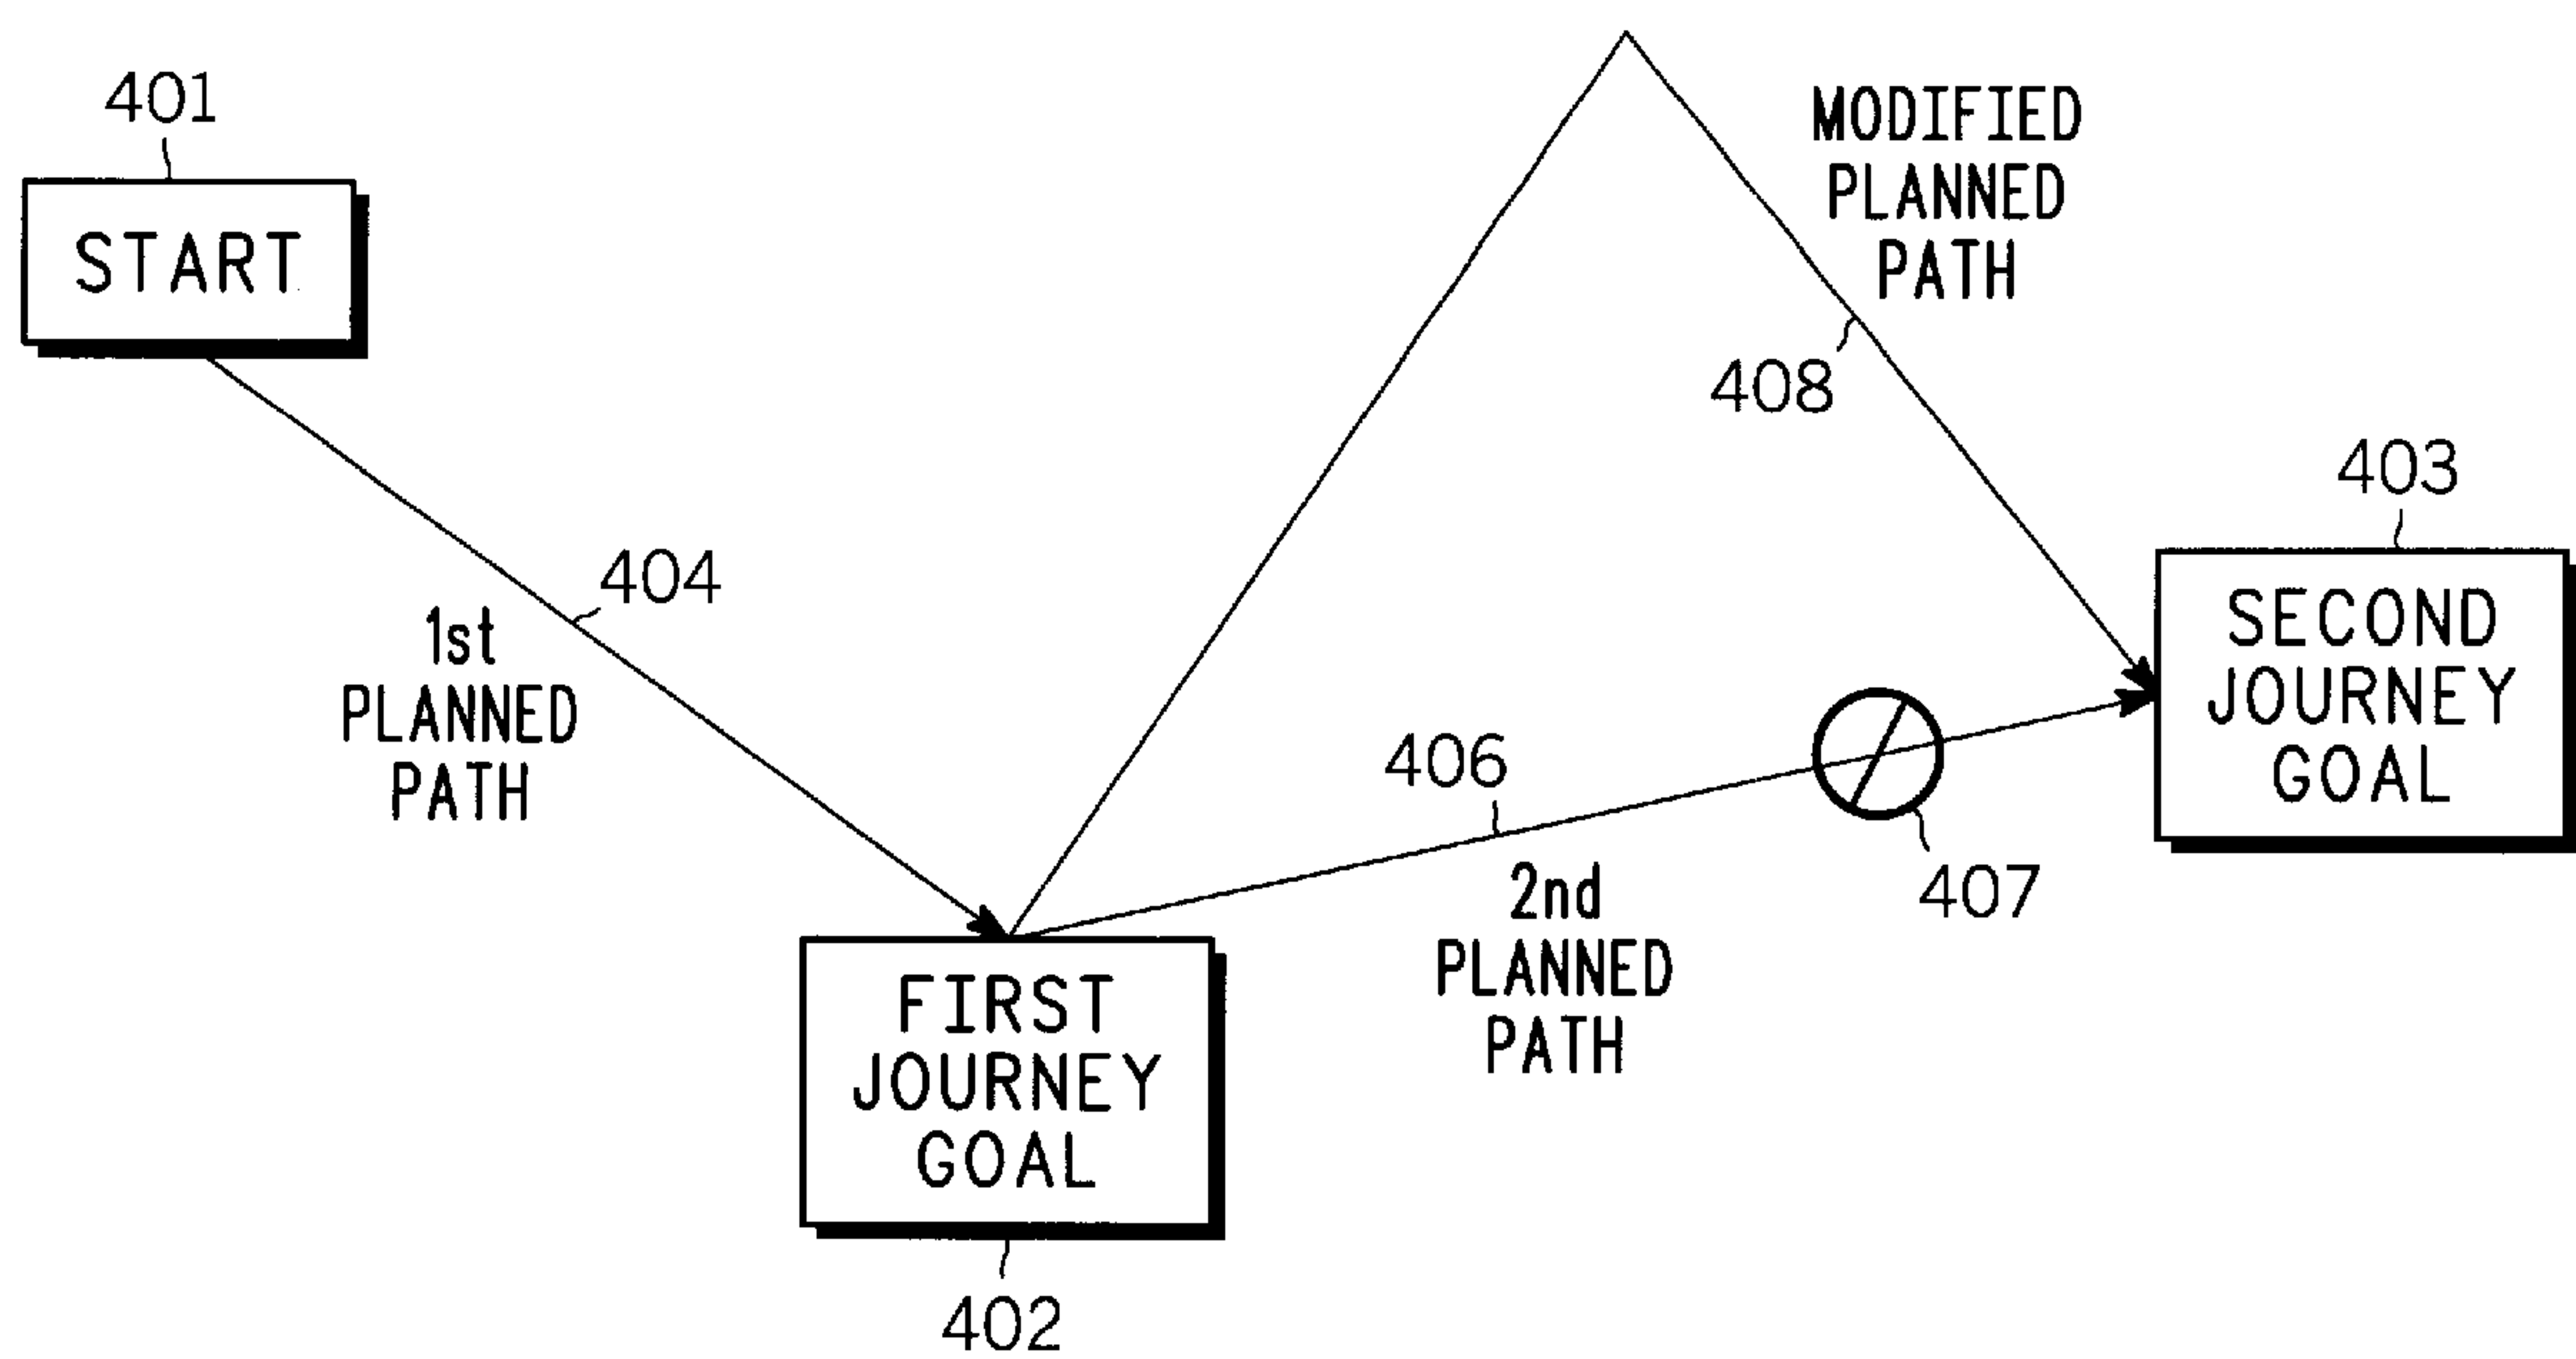 401
START
MODIFIED
PLANNED
PATH
408
403
SECOND
JOURNEY
GOAL
404
1st
PLANNED
PATH
406
407
2nd
PLANNED
PATH
FIRST
JOURNEY
GOAL
402